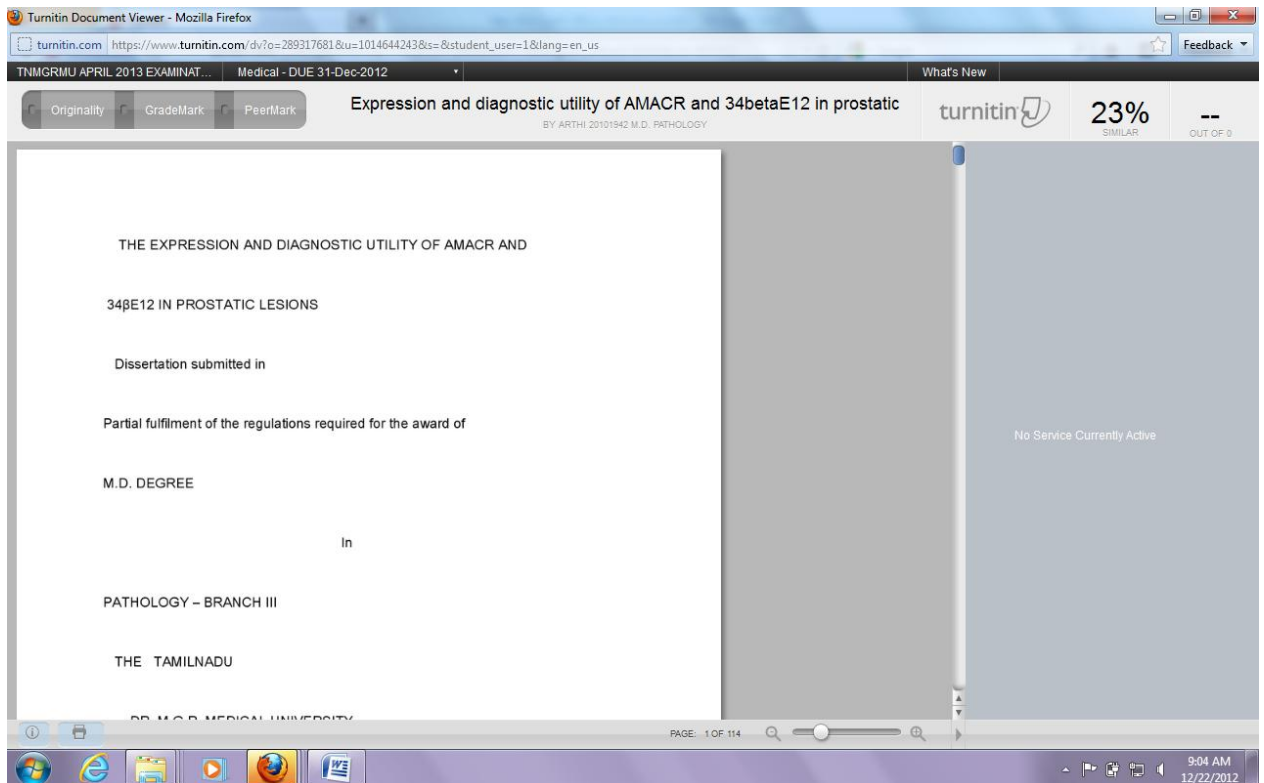 Turnitin Document Viewer - Mozilla Firefox
turnitin.com https://www.turnitin.com/dv?o=289317681&u=1014644243&s=&student_user=1&lang=en_us
Feedback
TNMGRMU APRIL 2013 EXAMINAT... Medical - DUE 31-Dec-2012 What's New
Originality GradeMark PeerMark Expression and diagnostic utility of AMACR and 34betaE12 in prostatic turnitin 23% --
BY ARTHI 20101942 M.D. PATHOLOGY SIMILAR OUT OF 0
THE EXPRESSION AND DIAGNOSTIC UTILITY OF AMACR AND
34βE12 IN PROSTATIC LESIONS
Dissertation submitted in
Partial fulfilment of the regulations required for the award of
No Service Currently Active
M.D. DEGREE
In
PATHOLOGY – BRANCH III
THE TAMILNADU
DR. M.G.R. MEDICAL UNIVERSITY
PAGE: 1 OF 114
9:04 AM
12/22/2012